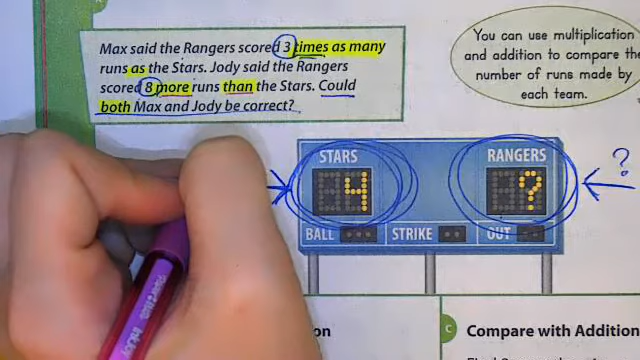 Max said the Rangers scored 3 times as many
runs as the Stars. Jody said the Rangers
scored 8 more runs than the Stars. Could
both Max and Jody be correct?
You can use multiplication
and addition to compare the
number of runs made by
each team.
?
STARS
RANGERS
4
?
BALL
STRIKE
OUT
C
Compare with Addition